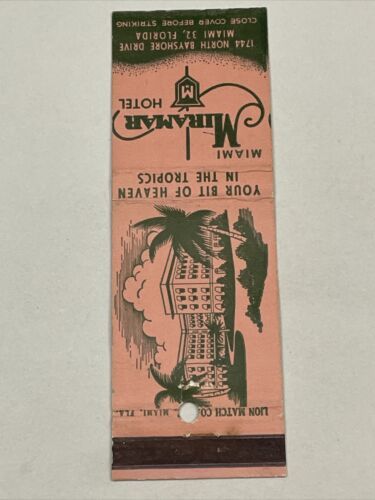 CLOSE COVER BEFORE STRIKING
MIAMI 32, FLORIDA
1744 NORTH BAYSHORE DRIVE
M
MIAMI
MIRAMAR
HOTEL
YOUR BIT OF HEAVEN
IN THE TROPICS
LION MATCH CO. MIAMI, FLA.